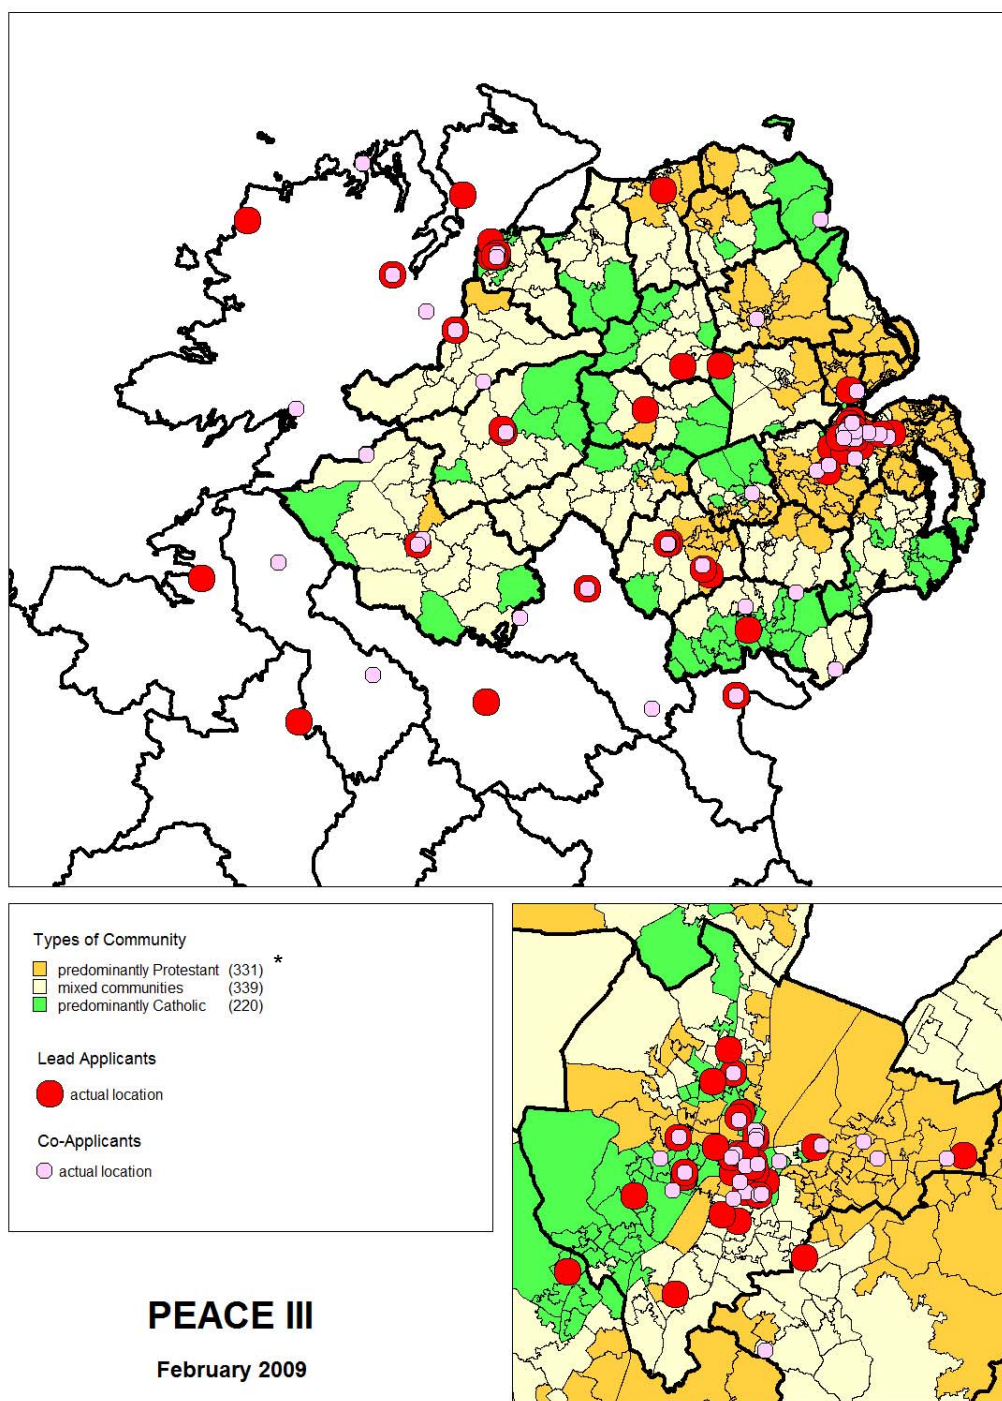 Types of Community
predominantly Protestant (331) *
mixed communities (339)
predominantly Catholic (220)
Lead Applicants
actual location
Co-Applicants
actual location
PEACE III
February 2009